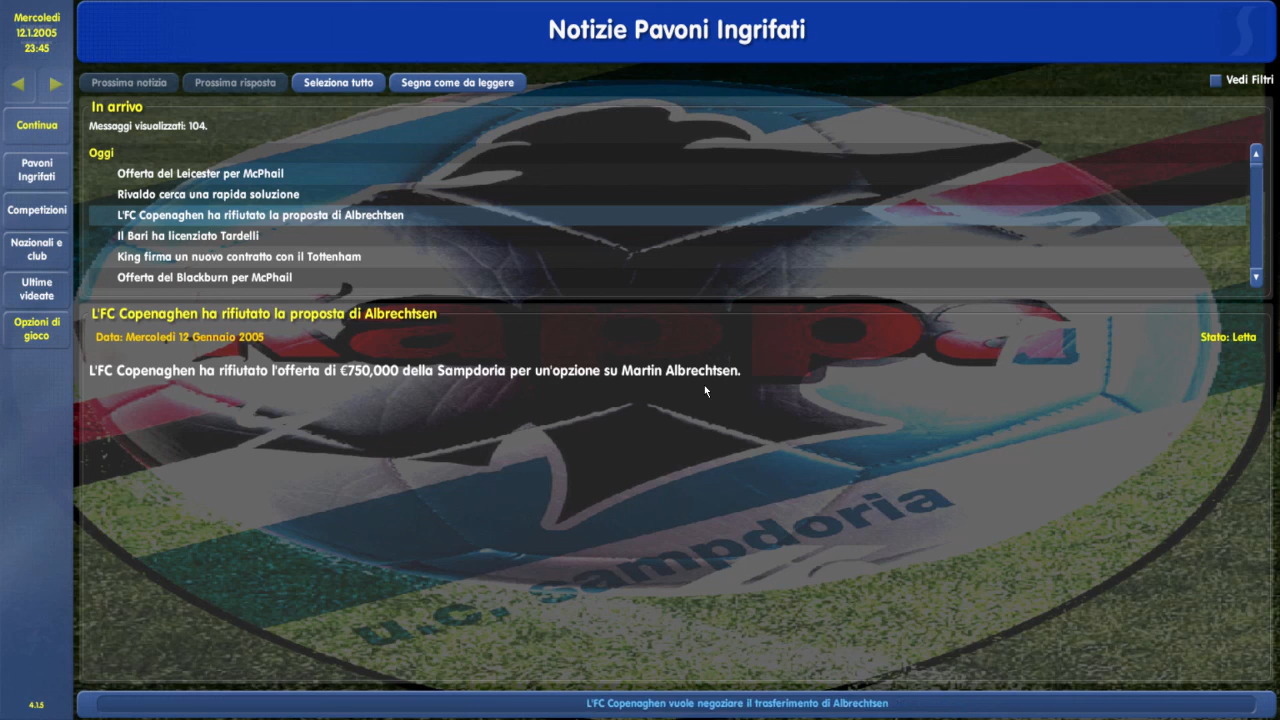 Mercoledì
12.1.2005
23:45
Notizie Pavoni Ingrifati
Prossima notizia
Prossima risposta
Seleziona tutto
Segna come da leggere
Vedi Filtri
Continua
Pavoni
Ingrifati
Competizioni
Nazionali e
club
Ultime
videate
Opzioni di
gioco
4.1.5
In arrivo
Messaggi visualizzati: 104.
Oggi
Offerta del Leicester per McPhail
Rivaldo cerca una rapida soluzione
L'FC Copenaghen ha rifiutato la proposta di Albrechtsen
Il Bari ha licenziato Tardelli
King firma un nuovo contratto con il Tottenham
Offerta del Blackburn per McPhail
L'FC Copenaghen ha rifiutato la proposta di Albrechtsen
Data: Mercoledì 12 Gennaio 2005
Stato: Letta
L'FC Copenaghen ha rifiutato l'offerta di €750,000 della Sampdoria per un'opzione su Martin Albrechtsen.
Kappa
u.c. sampdoria
L'FC Copenaghen vuole negoziare il trasferimento di Albrechtsen